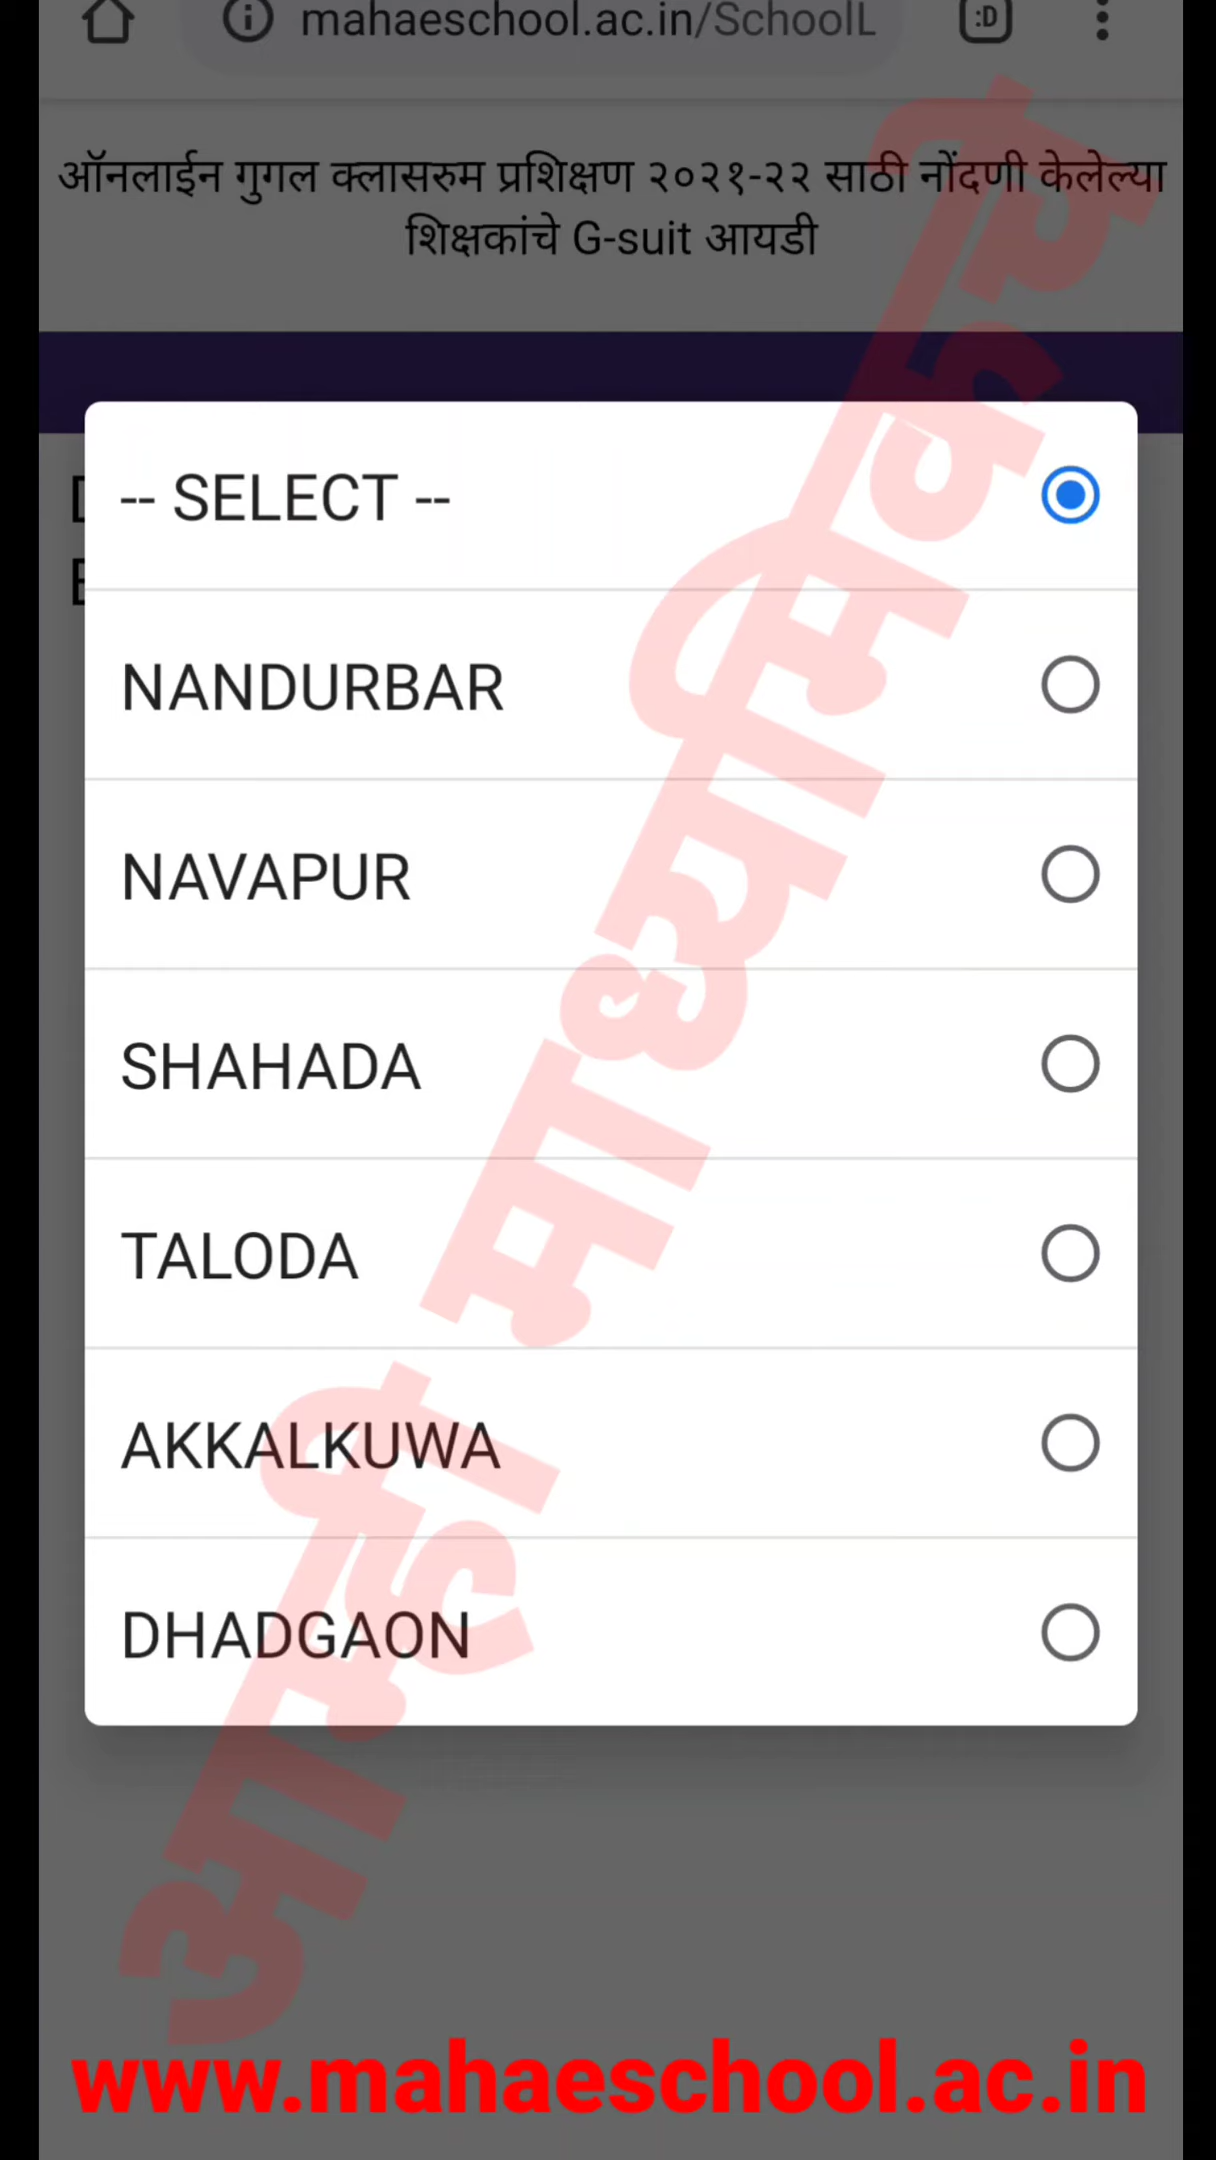 mahaeschool.ac.in/SchoolL
:D
ऑनलाईन गुगल क्लासरुम प्रशिक्षण २०२१-२२ साठी नोंदणी केलेल्या
शिक्षकांचे G-suit आयडी
-- SELECT --
NANDURBAR
NAVAPUR
SHAHADA
TALODA
AKKALKUWA
DHADGAON
www.mahaeschool.ac.in